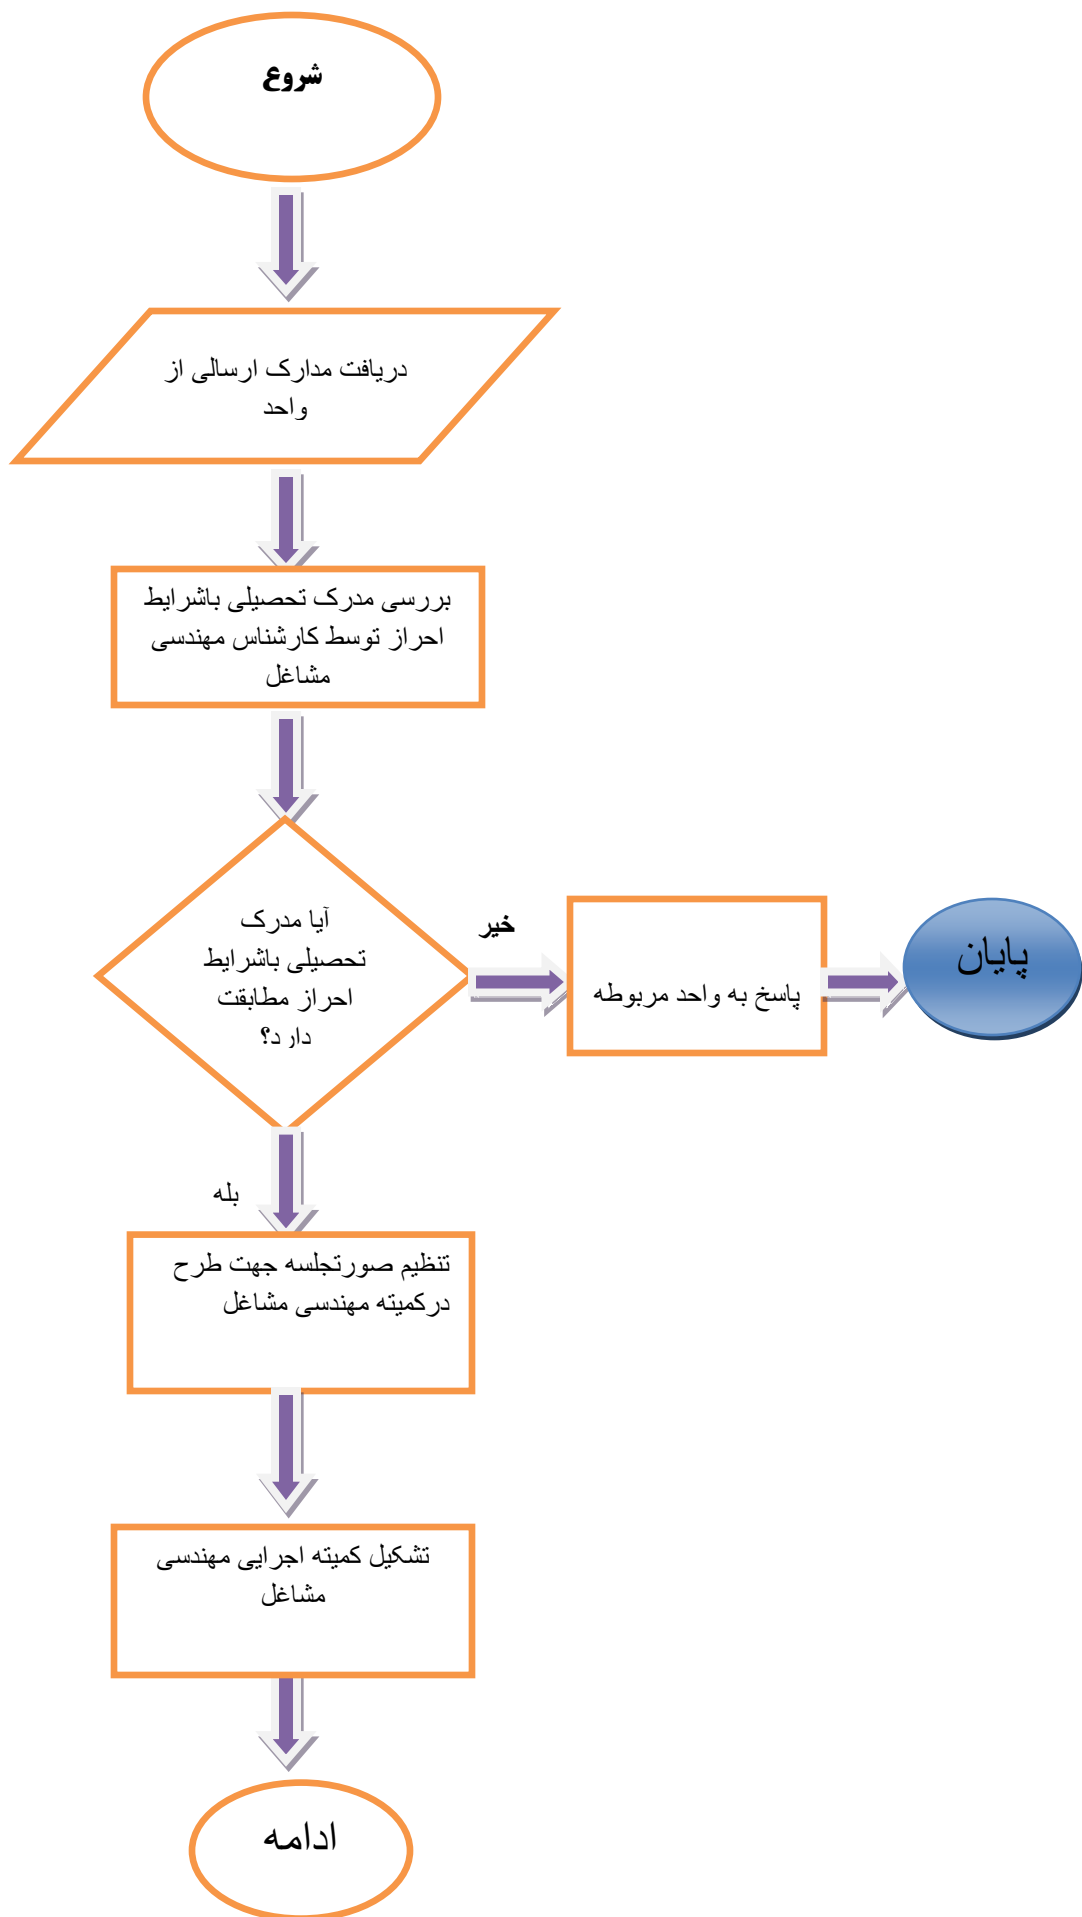 شروع
دریافت مدارک ارسالی از
واحد
بررسی مدرک تحصیلی باشرایط
احراز توسط کارشناس مهندسی
مشاغل
آیا مدرک
تحصیلی باشرایط
احراز مطابقت
دارد؟
خیر
پاسخ به واحد مربوطه
پایان
بله
تنظیم صورتجلسه جهت طرح
درکمیته مهندسی مشاغل
تشکیل کمیته اجرایی مهندسی
مشاغل
ادامه